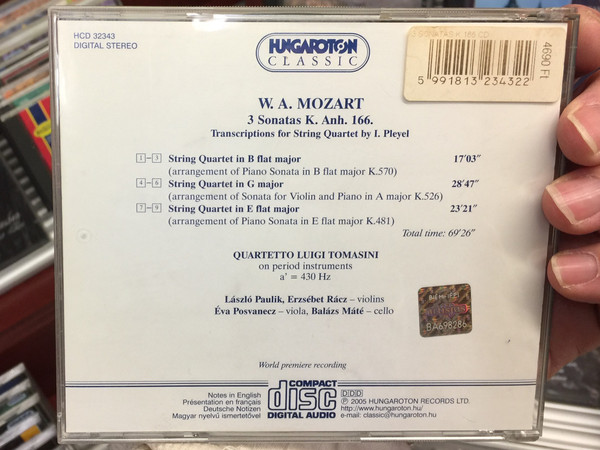 HCD 32343
DIGITAL STEREO
HUNGAROTON
CLASSIC
5 991813 234322
4690 Ft
W. A. MOZART
3 Sonatas K. Anh. 166.
Transcriptions for String Quartet by I. Pleyel
1-3 String Quartet in B flat major 17'03"
(arrangement of Piano Sonata in B flat major K.570)
4-6 String Quartet in G major 28'47"
(arrangement of Sonata for Violin and Piano in A major K.526)
7-9 String Quartet in E flat major 23'21"
(arrangement of Piano Sonata in E flat major K.481)
Total time: 69'26"
QUARTETTO LUIGI TOMASINI
on period instruments
a' = 430 Hz
László Paulik, Erzsébet Rácz – violins
Éva Posvanecz – viola, Balázs Máté – cello
BA698286
World premiere recording
Notes in English
Présentation en français
Deutsche Notizen
Magyar nyelvű ismertetővel
COMPACT
disc
DIGITAL AUDIO
DDD
℗ © 2005 HUNGAROTON RECORDS LTD.
http://www.hungaroton.hu/
e-mail: classic@hungaroton.hu